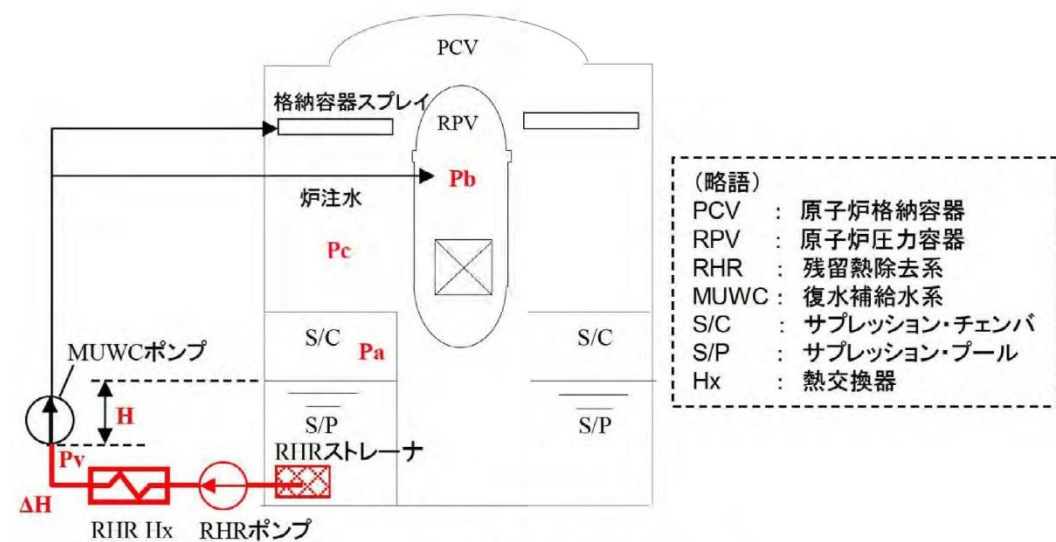 PCV
格納容器スプレイ
RPV
Pb
炉注水
Pc
S/C
Pa
S/C
MUWCポンプ
H
S/P
S/P
RHRストレーナ
Pv
ΔH
RHR Hx
RHRポンプ
(略語)
PCV : 原子炉格納容器
RPV : 原子炉圧力容器
RHR : 残留熱除去系
MUWC : 復水補給水系
S/C : サプレッション・チェンバ
S/P : サプレッション・プール
Hx : 熱交換器